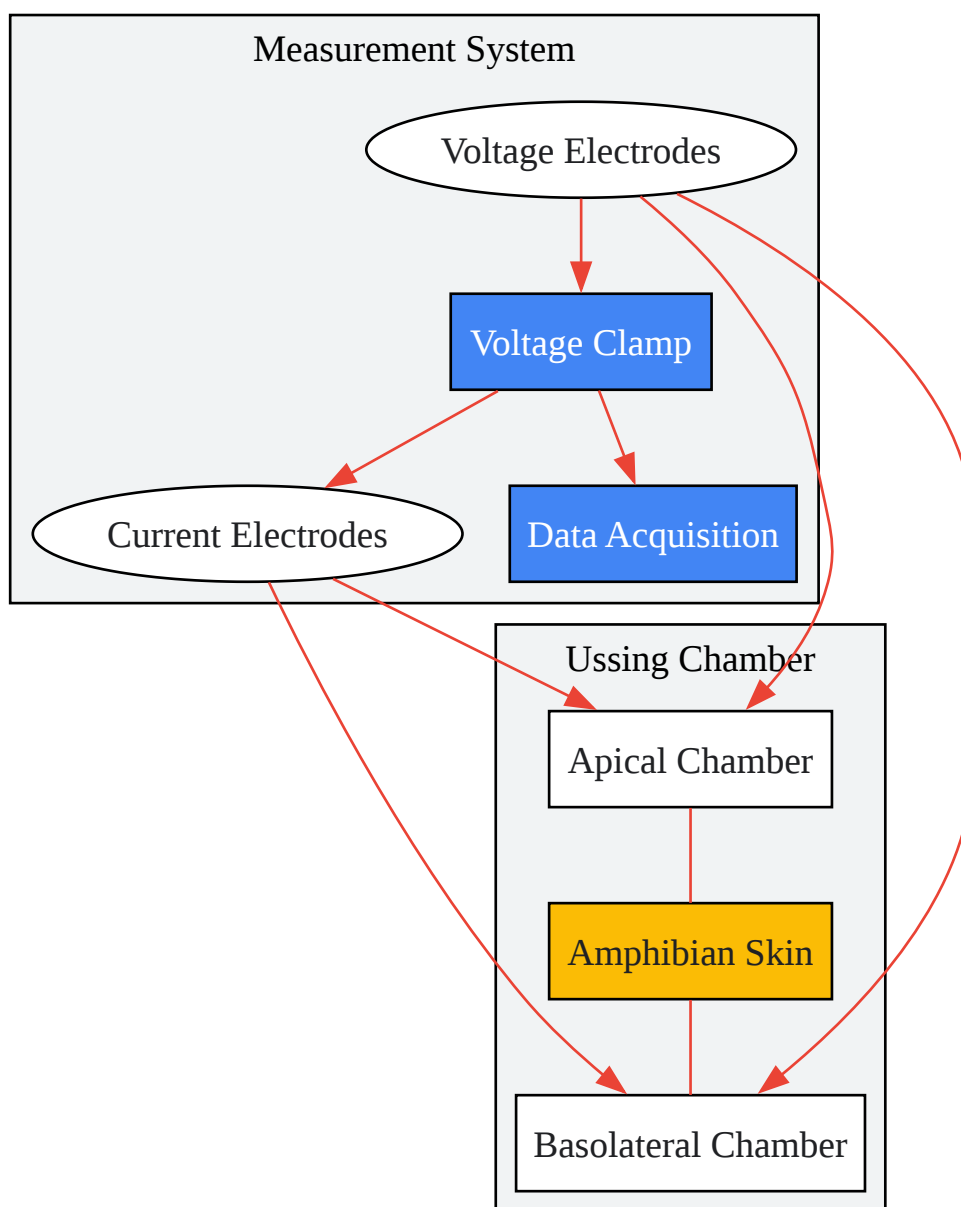 Measurement System
Voltage Electrodes
Voltage Clamp
Current Electrodes
Data Acquisition
Ussing Chamber
Apical Chamber
Amphibian Skin
Basolateral Chamber